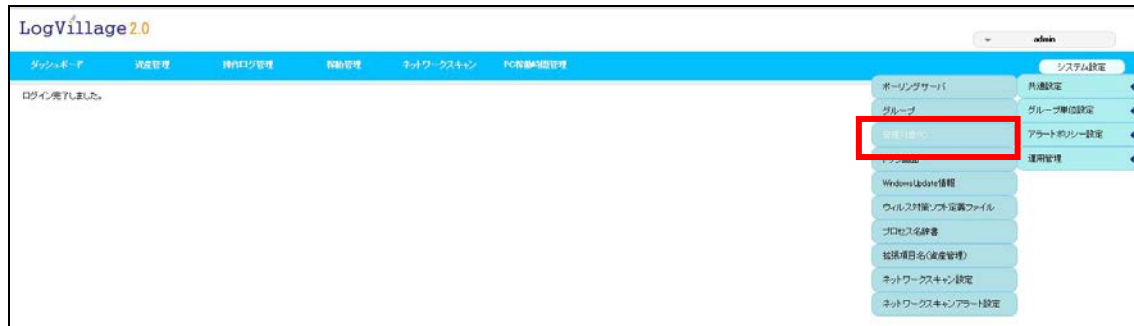 LogVillage 2.0
admin
ダッシュボード 資産管理 操作ログ管理 稼動管理 ネットワークスキャン PC稼働時間管理 システム設定
ログイン完了しました。
ポーリングサーバ 共通設定
グループ グループ単位設定
管理対象PC アラートポリシー設定
運用管理
WindowsUpdate情報
ウィルス対策ソフト定義ファイル
プロセス名辞書
拡張項目名(資産管理)
ネットワークスキャン設定
ネットワークスキャンアラート設定